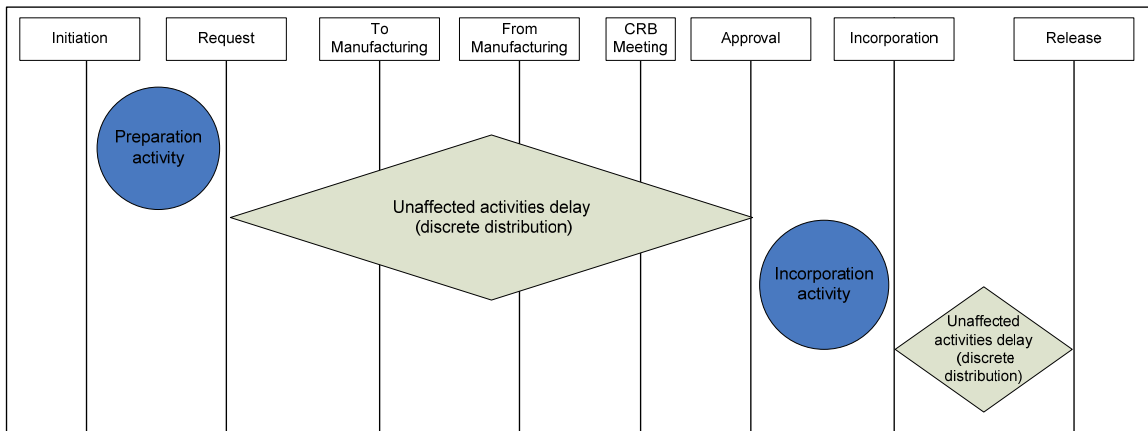 Initiation
Request
To
Manufacturing
From
Manufacturing
CRB
Meeting
Approval
Incorporation
Release
Preparation
activity
Unaffected activities delay
(discrete distribution)
Incorporation
activity
Unaffected
activities delay
(discrete
distribution)